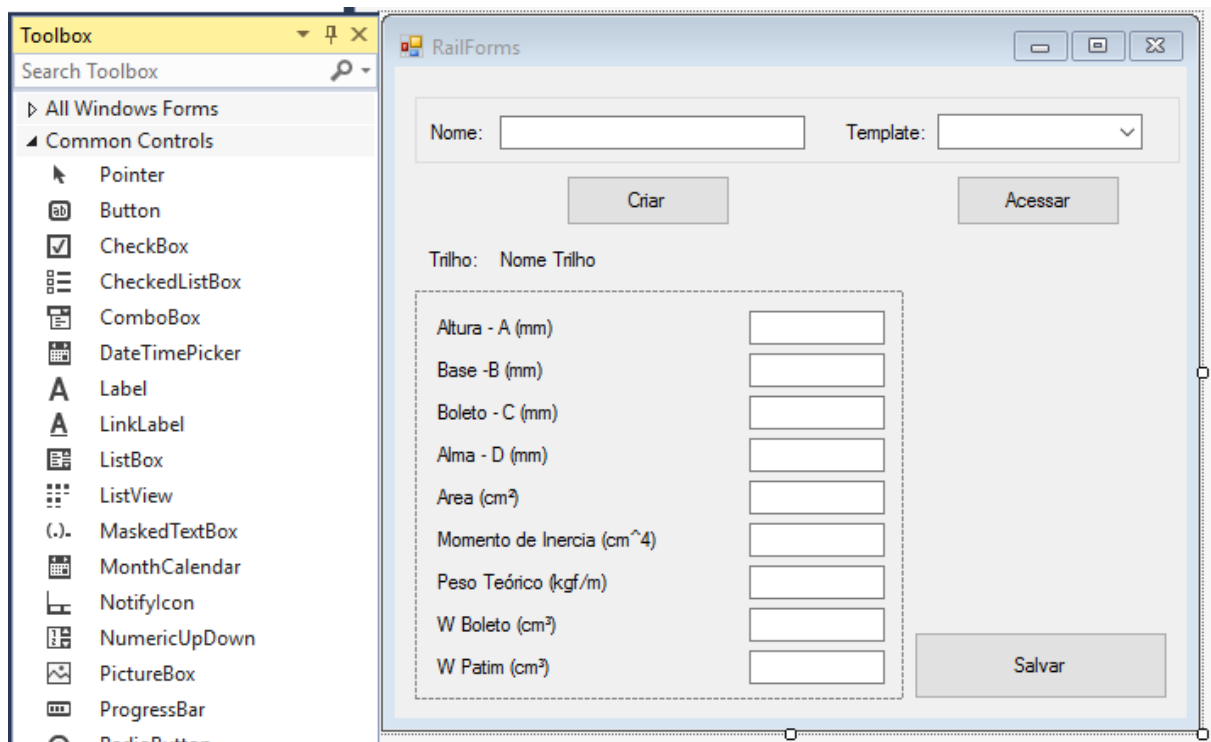 Toolbox
Search Toolbox
All Windows Forms
Common Controls
Pointer
Button
CheckBox
CheckedListBox
ComboBox
DateTimePicker
Label
LinkLabel
ListBox
ListView
MaskedTextBox
MonthCalendar
NotifyIcon
NumericUpDown
PictureBox
ProgressBar
RadioButton
RailForms
Nome: Template:
Criar Acessar
Trilho: Nome Trilho
Altura - A (mm)
Base -B (mm)
Boleto - C (mm)
Alma - D (mm)
Area (cm²)
Momento de Inercia (cm^4)
Peso Teórico (kgf/m)
W Boleto (cm³)
W Patim (cm³)
Salvar